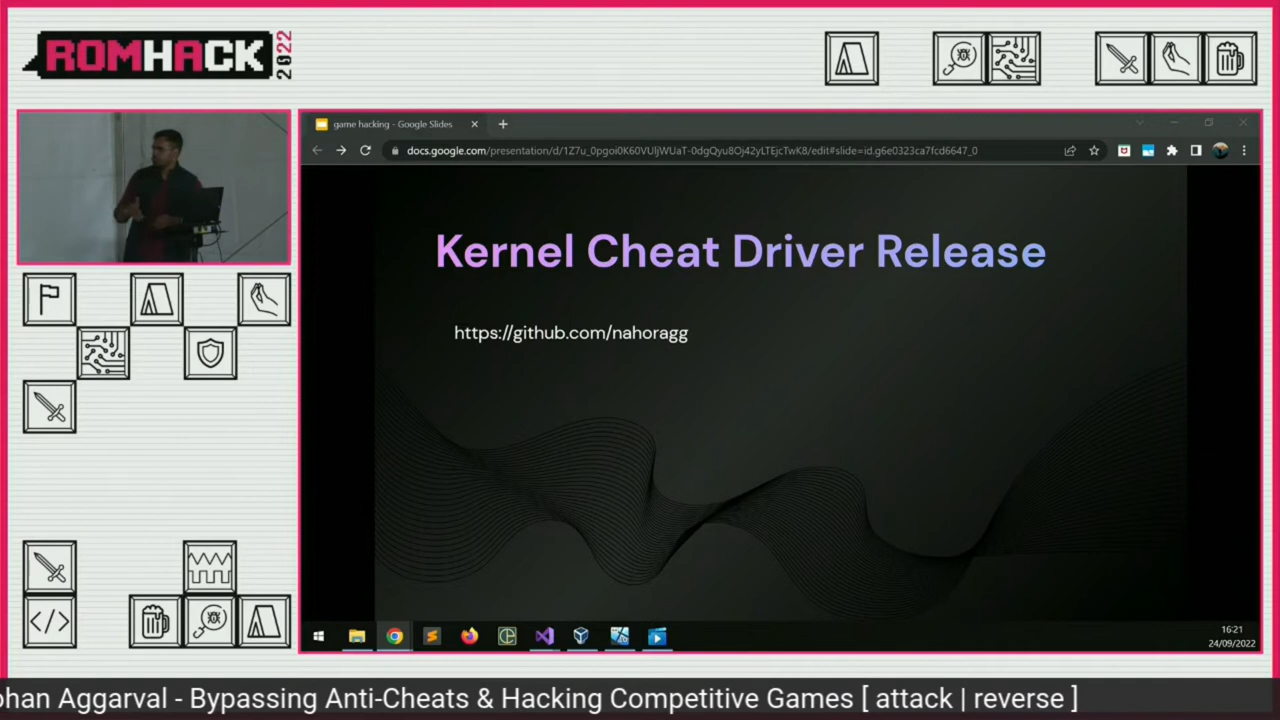 ROMHACK
2022
game hacking - Google Slides
docs.google.com/presentation/d/1Z7u_0pgoi0K60VUljWUaT-0dgQyu8Oj42yLTEjcTwK8/edit#slide=id.g6e0323ca7fcd6647_0
Kernel Cheat Driver Release
https://github.com/nahoragg
</>
16:21
24/09/2022
ohan Aggarval - Bypassing Anti-Cheats & Hacking Competitive Games [ attack | reverse ]